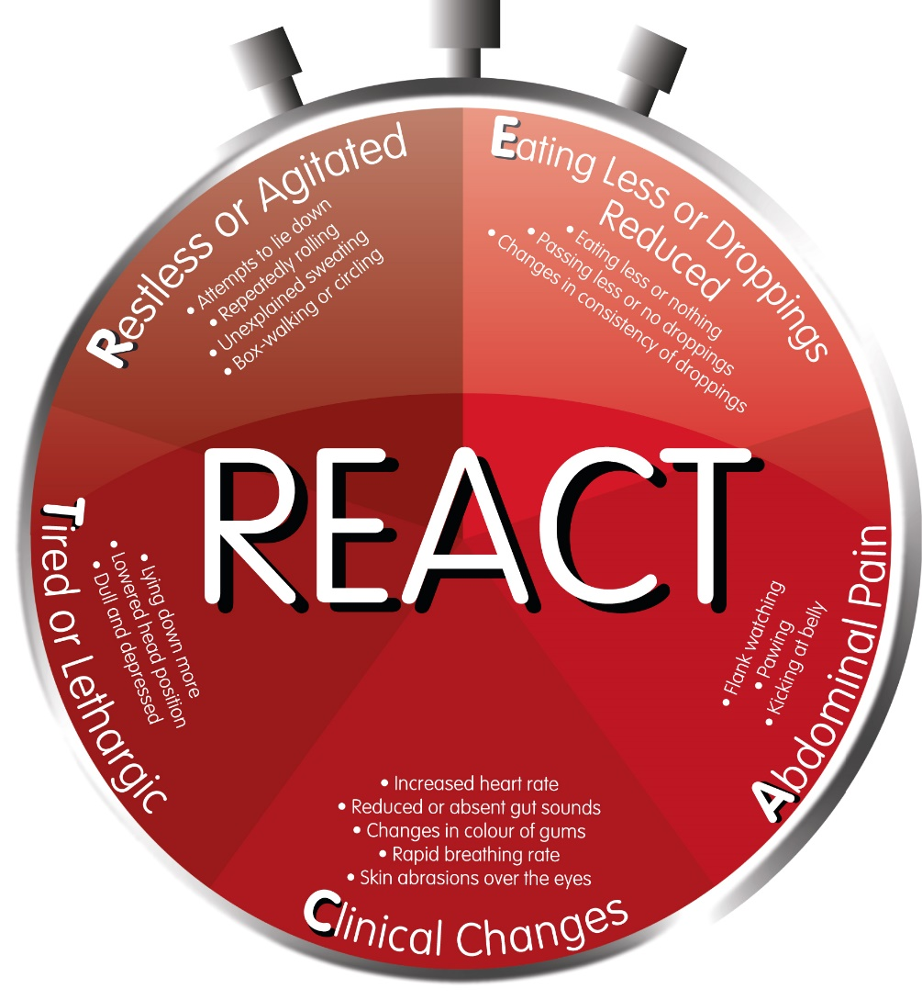 REACT
Restless or Agitated
• Attempts to lie down
• Repeatedly rolling
• Unexplained sweating
• Box-walking or circling
Eating Less or Droppings
Reduced
• Eating less or nothing
• Passing less or no droppings
• Changes in consistency of droppings
Abdominal Pain
• Flank watching
• Pawing
• Kicking at belly
• Increased heart rate
• Reduced or absent gut sounds
• Changes in colour of gums
• Rapid breathing rate
• Skin abrasions over the eyes
Clinical Changes
Tired or Lethargic
• Lying down more
• Lowered head position
• Dull and depressed